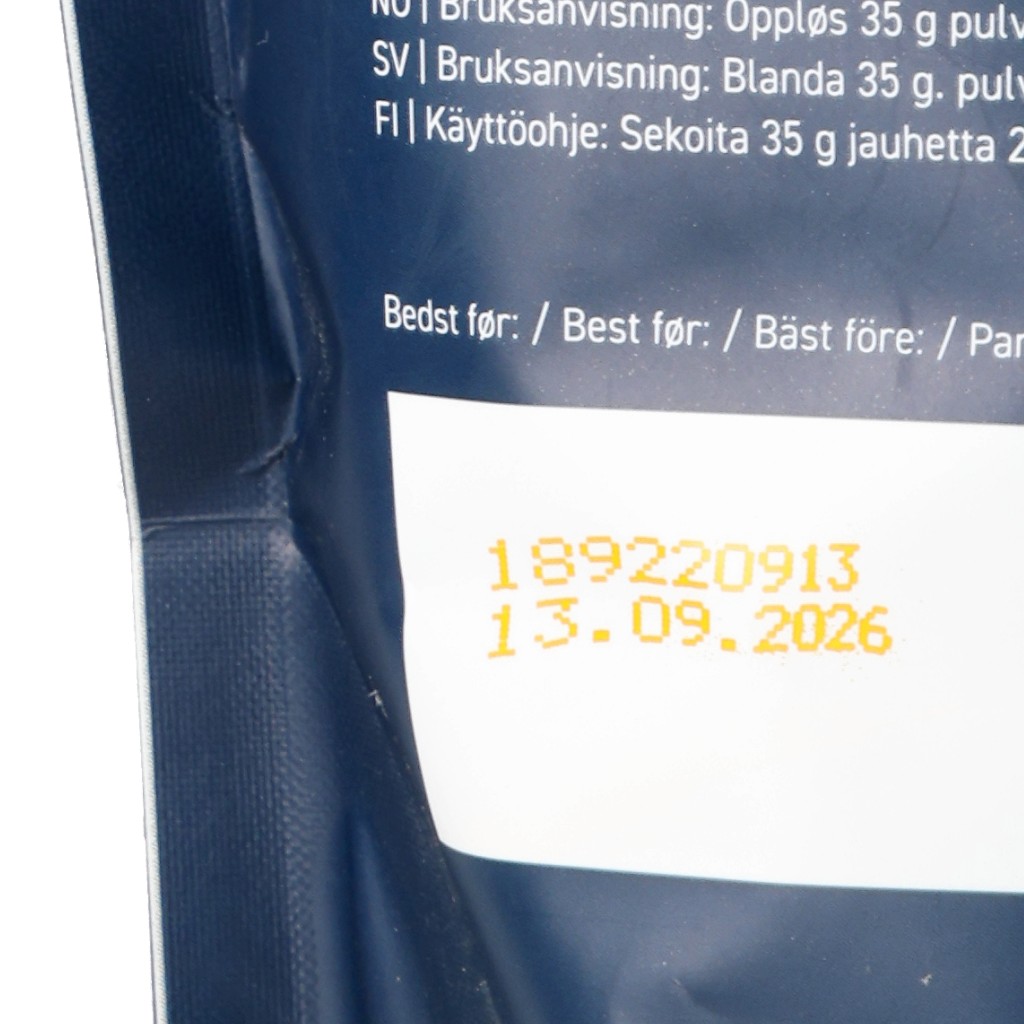 NO | Bruksanvisning: Oppløs 35 g
SV | Bruksanvisning: Blanda 35 g.
FI | Käyttöohje: Sekoita 35 g jauhetta
Bedst før: / Best før: / Bäst före: /
189220913
13.09.2026